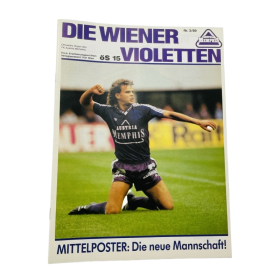 DIE WIENER
VIOLETTEN
öS 15
AUSTRIA
MEMPHIS
MITTELPOSTER: Die neue Mannschaft!